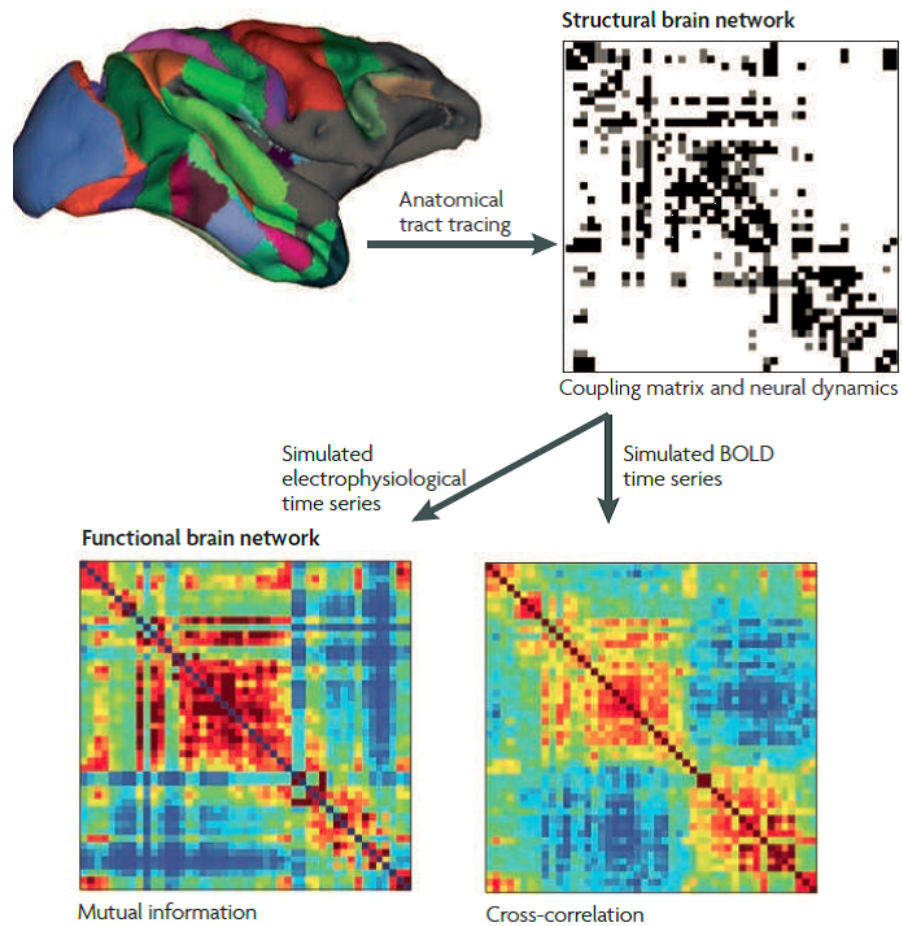 Structural brain network
Anatomical
tract tracing
Coupling matrix and neural dynamics
Simulated
electrophysiological
time series
Simulated BOLD
time series
Functional brain network
Mutual information
Cross-correlation